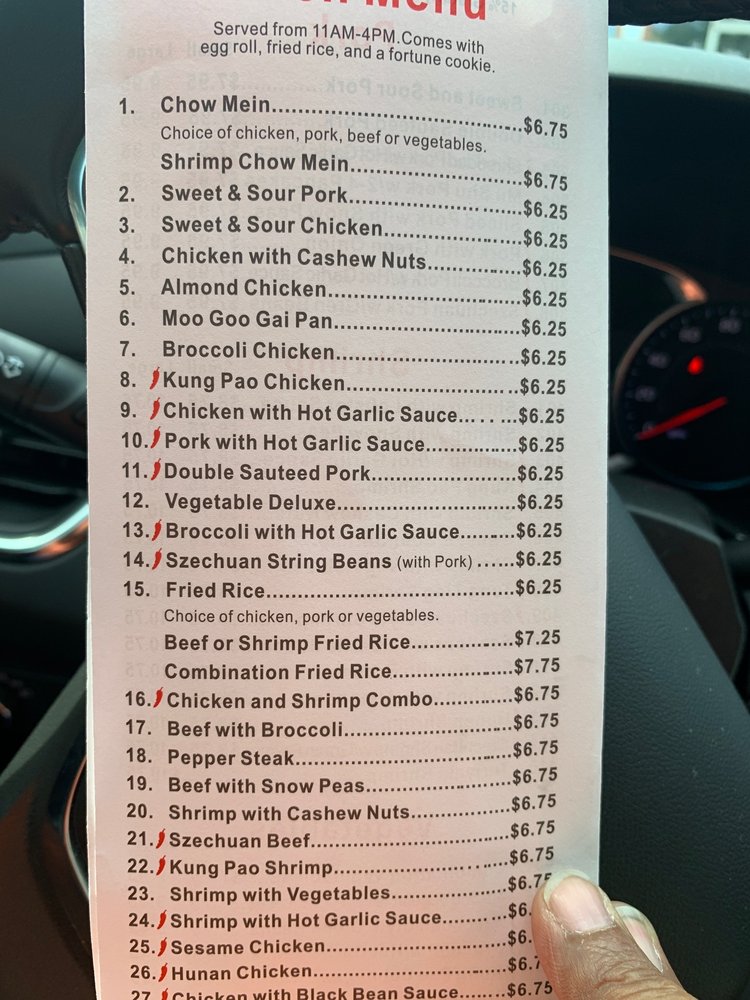 Menu
Served from 11AM-4PM.Comes with
egg roll, fried rice, and a fortune cookie.
1. Chow Mein........................................$6.75
Choice of chicken, pork, beef or vegetables.
Shrimp Chow Mein............................$6.75
2. Sweet & Sour Pork............................$6.25
3. Sweet & Sour Chicken......................$6.25
4. Chicken with Cashew Nuts...............$6.25
5. Almond Chicken................................$6.25
6. Moo Goo Gai Pan..............................$6.25
7. Broccoli Chicken...............................$6.25
8. Kung Pao Chicken.............................$6.25
9. Chicken with Hot Garlic Sauce... . . ...$6.25
10. Pork with Hot Garlic Sauce...............$6.25
11. Double Sauteed Pork........................$6.25
12. Vegetable Deluxe..............................$6.25
13. Broccoli with Hot Garlic Sauce.........$6.25
14. Szechuan String Beans (with Pork) ......$6.25
15. Fried Rice..........................................$6.25
Choice of chicken, pork or vegetables.
Beef or Shrimp Fried Rice.................$7.25
Combination Fried Rice....................$7.75
16. Chicken and Shrimp Combo.............$6.75
17. Beef with Broccoli............................$6.75
18. Pepper Steak....................................$6.75
19. Beef with Snow Peas........................$6.75
20. Shrimp with Cashew Nuts................$6.75
21. Szechuan Beef.................................$6.75
22. Kung Pao Shrimp.............................$6.75
23. Shrimp with Vegetables...................$6.75
24. Shrimp with Hot Garlic Sauce..........$6.
25. Sesame Chicken..............................$6.
26. Hunan Chicken................................$6.7
27. Chicken with Black Bean Sauce.......$6.75